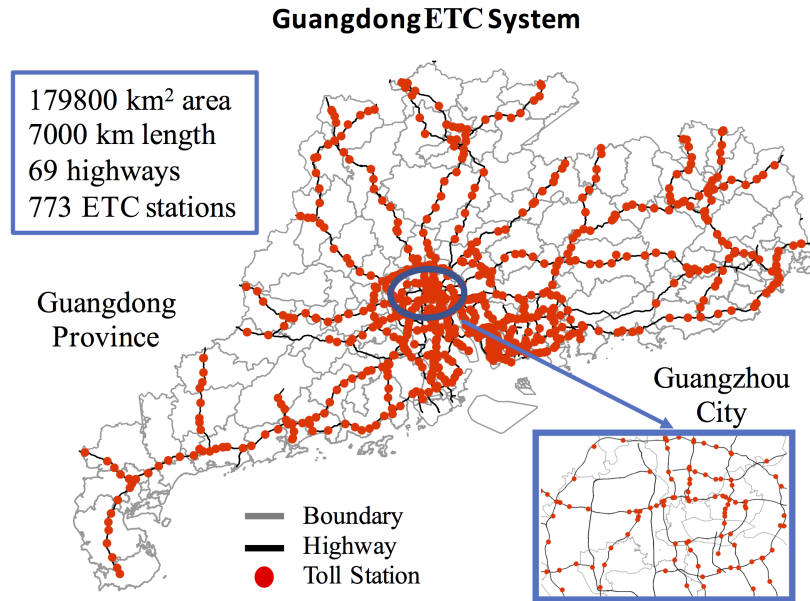 Guangdong ETC System
179800 km² area
7000 km length
69 highways
773 ETC stations
Guangdong
Province
Guangzhou
City
Boundary
Highway
Toll Station